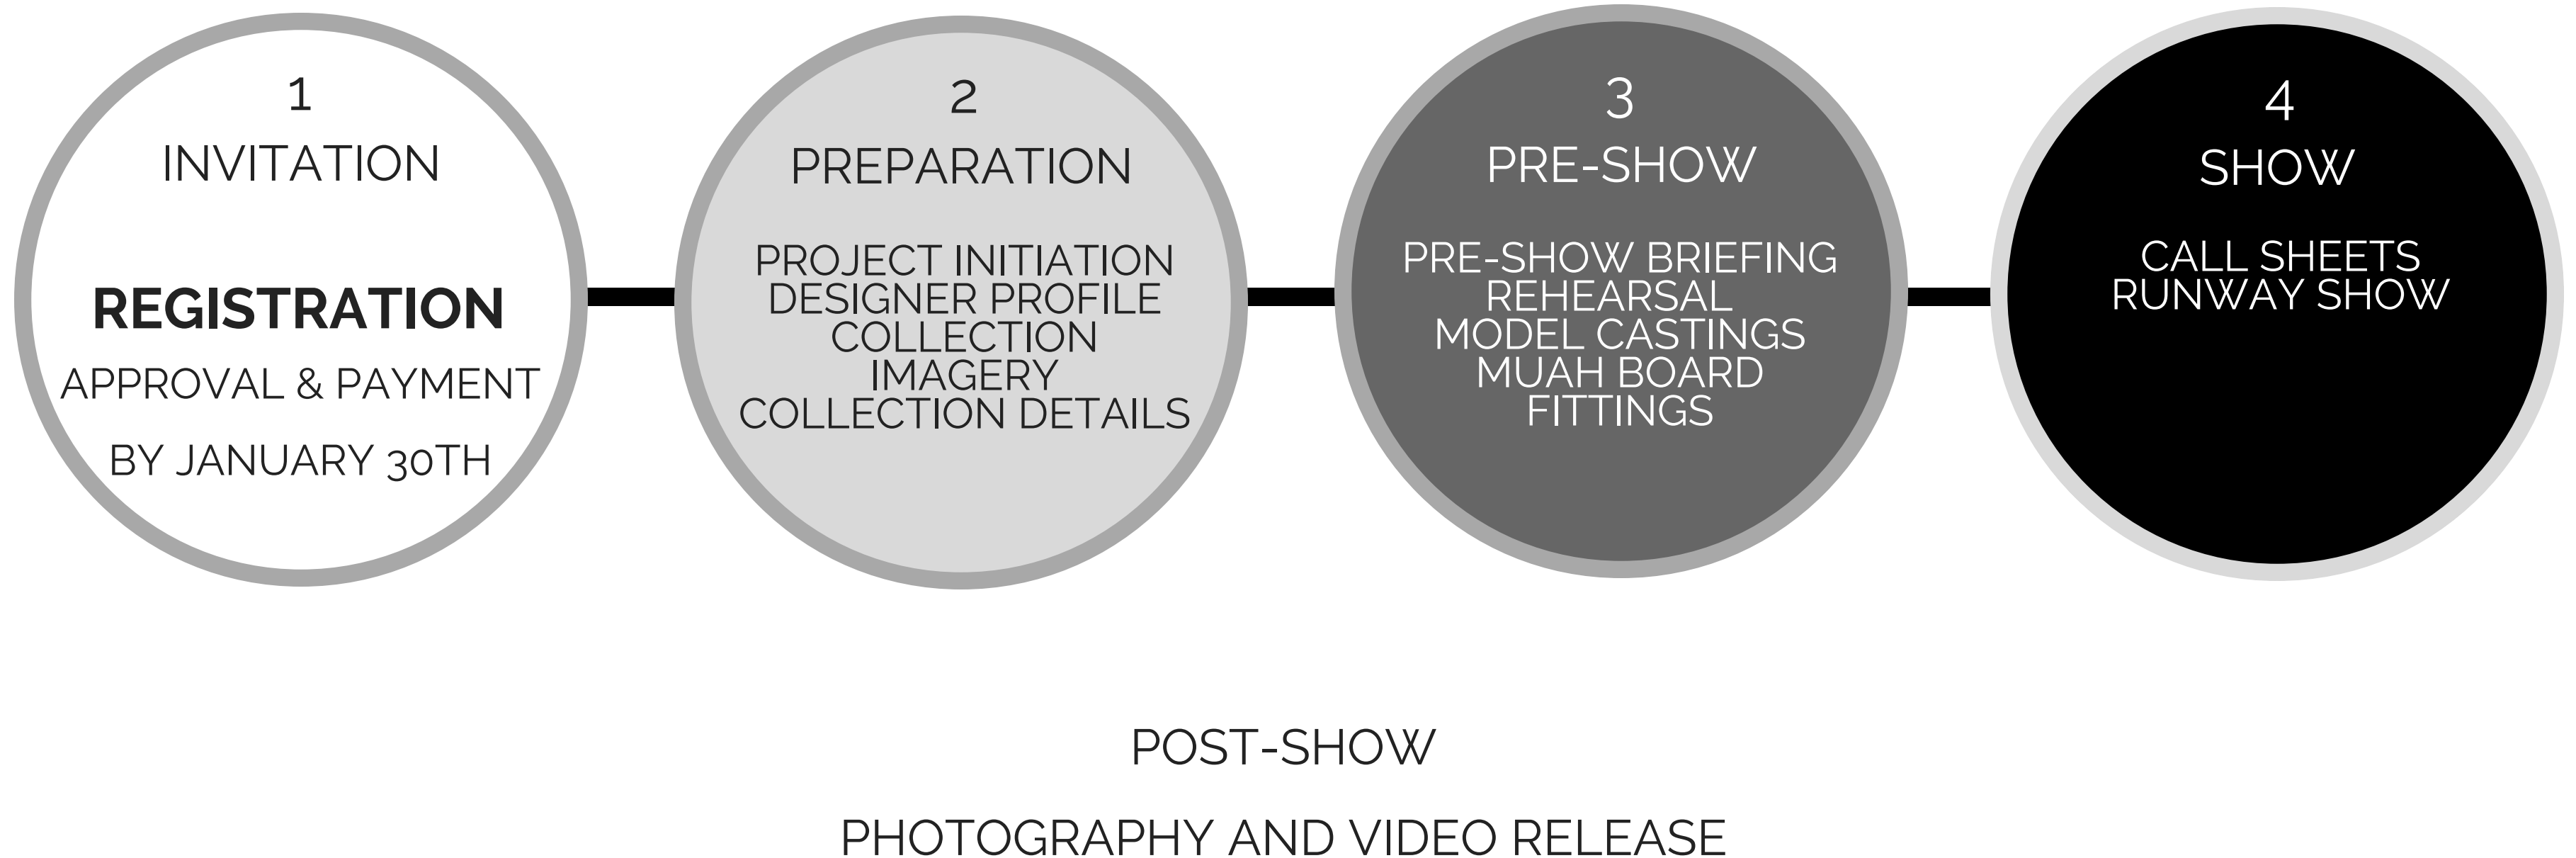 1
INVITATION
REGISTRATION
APPROVAL & PAYMENT
BY JANUARY 30TH
2
PREPARATION
PROJECT INITIATION
DESIGNER PROFILE
COLLECTION
IMAGERY
COLLECTION DETAILS
3
PRE-SHOW
PRE-SHOW BRIEFING
REHEARSAL
MODEL CASTINGS
MUAH BOARD
FITTINGS
4
SHOW
CALL SHEETS
RUNWAY SHOW
POST-SHOW
PHOTOGRAPHY AND VIDEO RELEASE